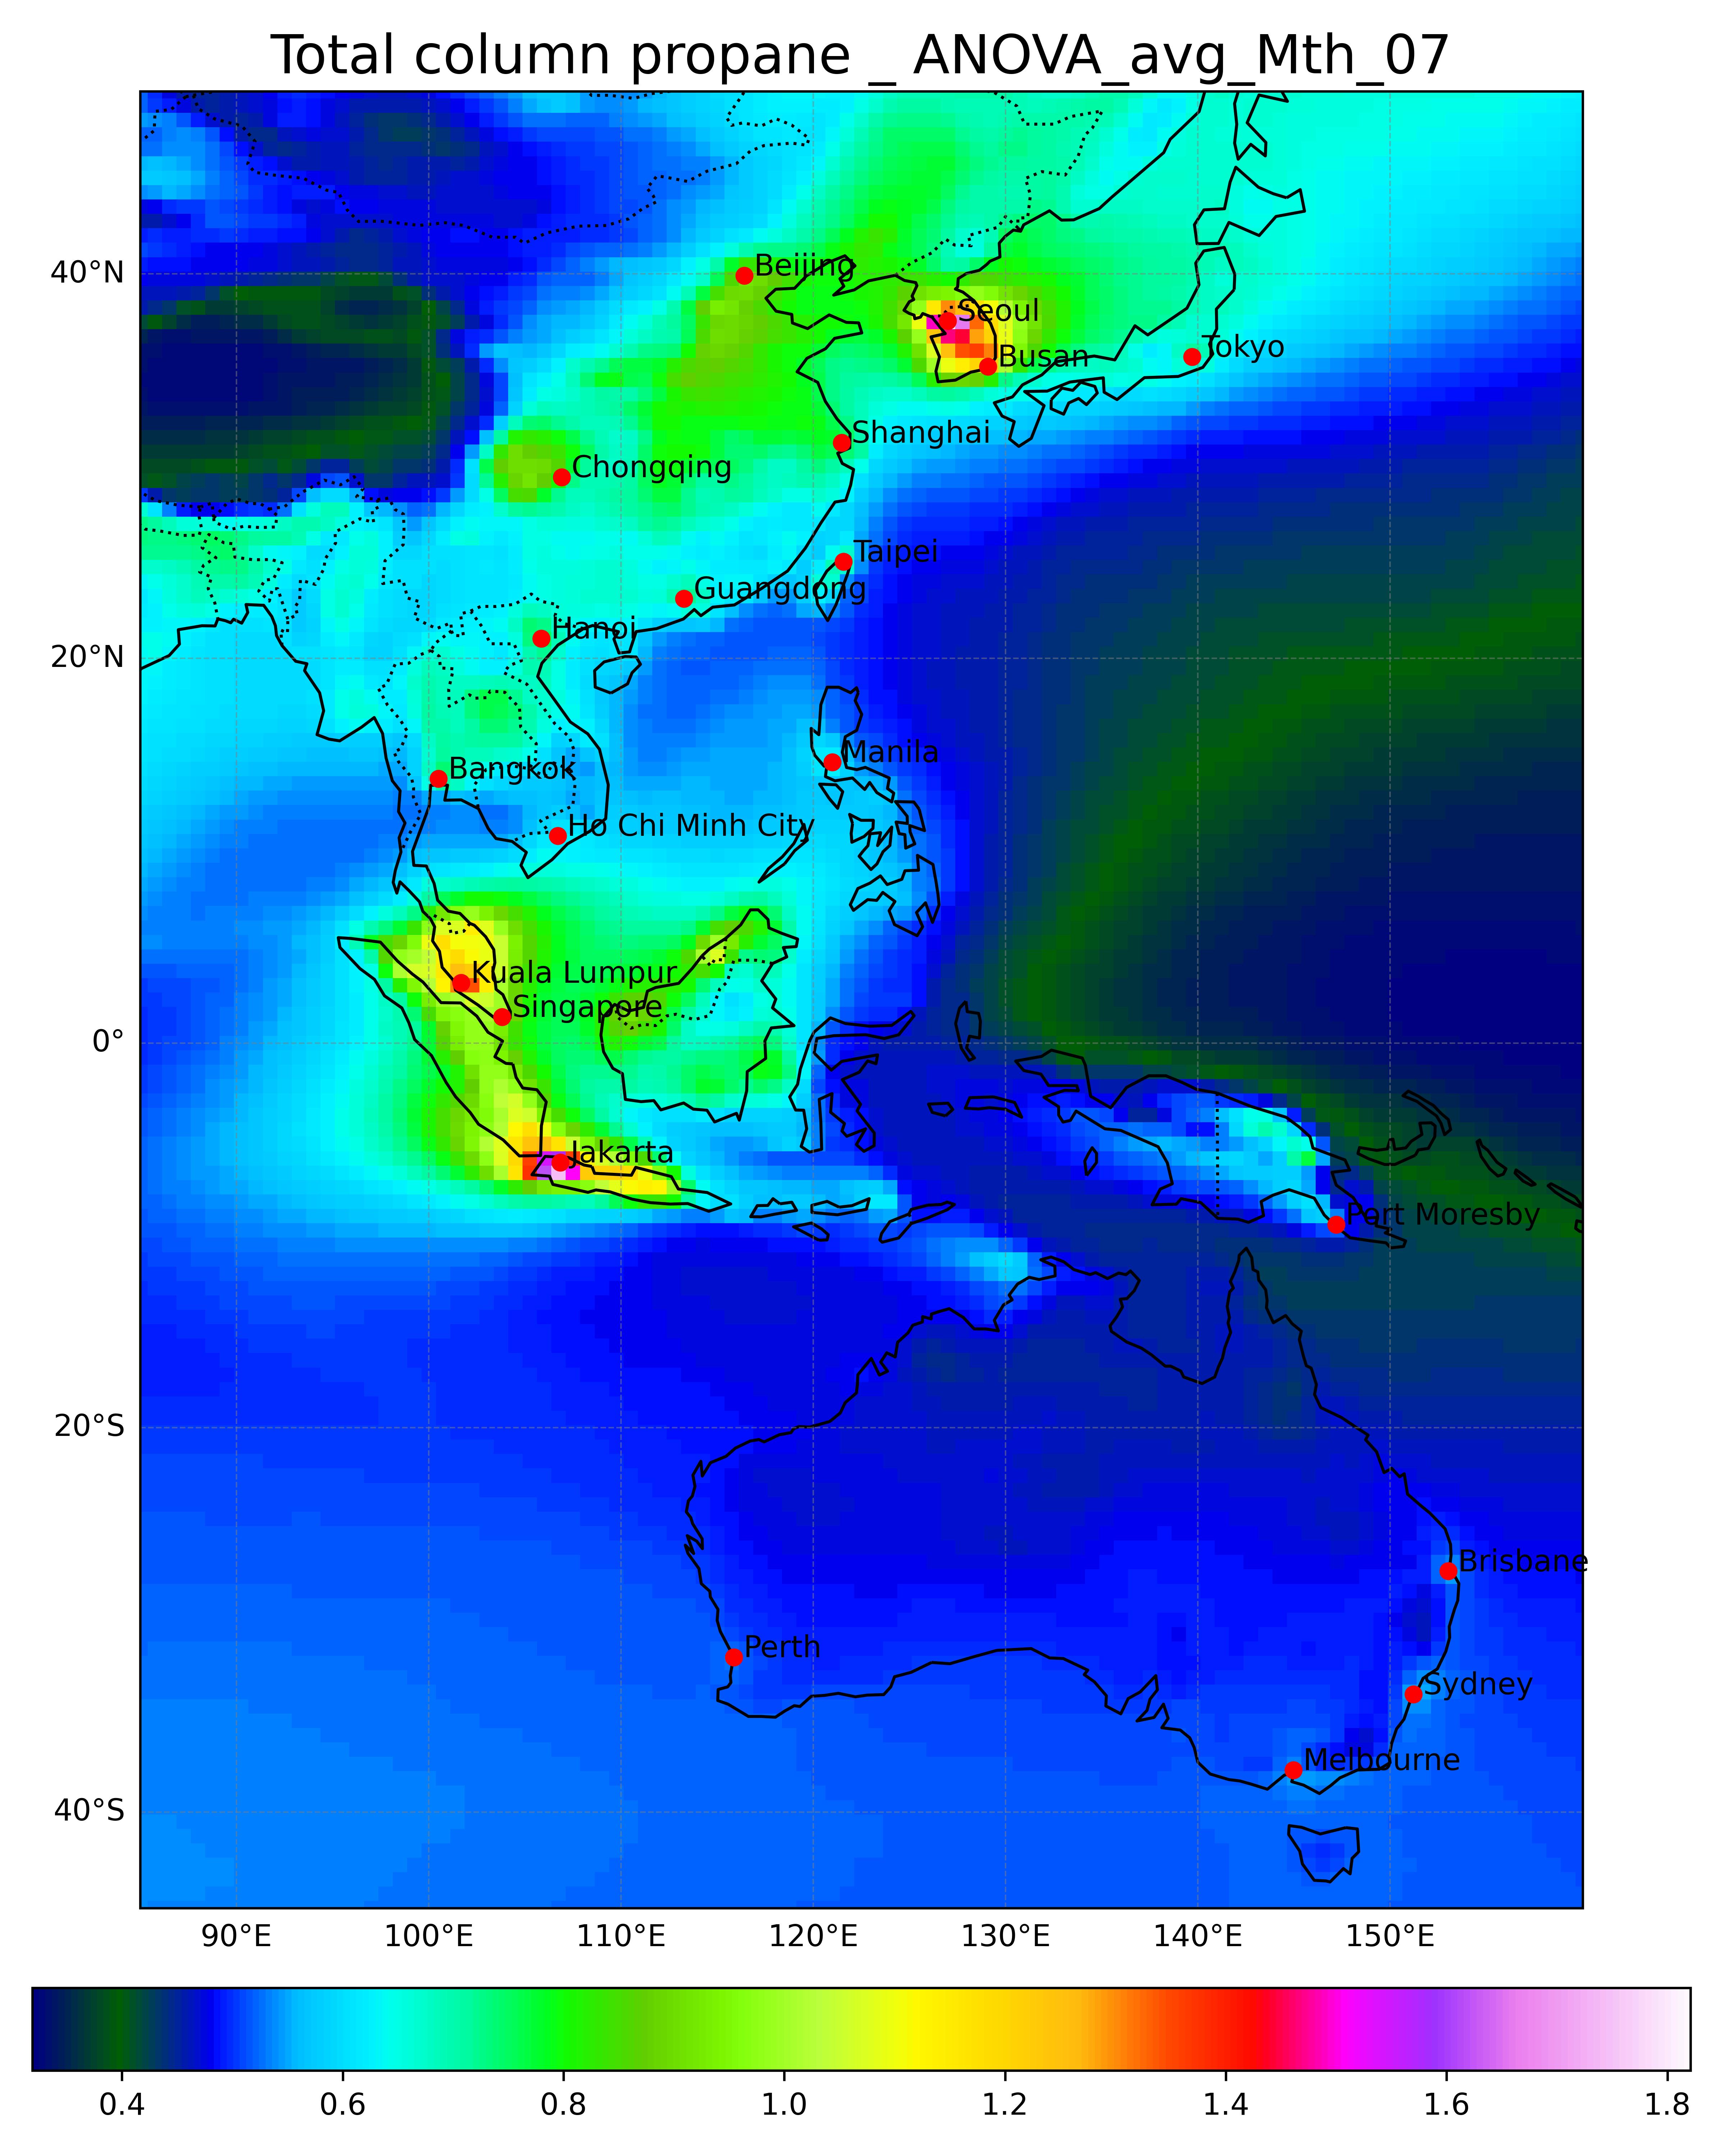 Total column propane _ ANOVA_avg_Mth_07
40°N
Beijing
Seoul
Busan
Tokyo
Shanghai
Chongqing
Taipei
Guangdong
Hanoi
20°N
Manila
Bangkok
Ho Chi Minh City
Kuala Lumpur
Singapore
0°
Jakarta
Port Moresby
20°S
Brisbane
Perth
Sydney
Melbourne
40°S
90°E 100°E 110°E 120°E 130°E 140°E 150°E
0.4 0.6 0.8 1.0 1.2 1.4 1.6 1.8